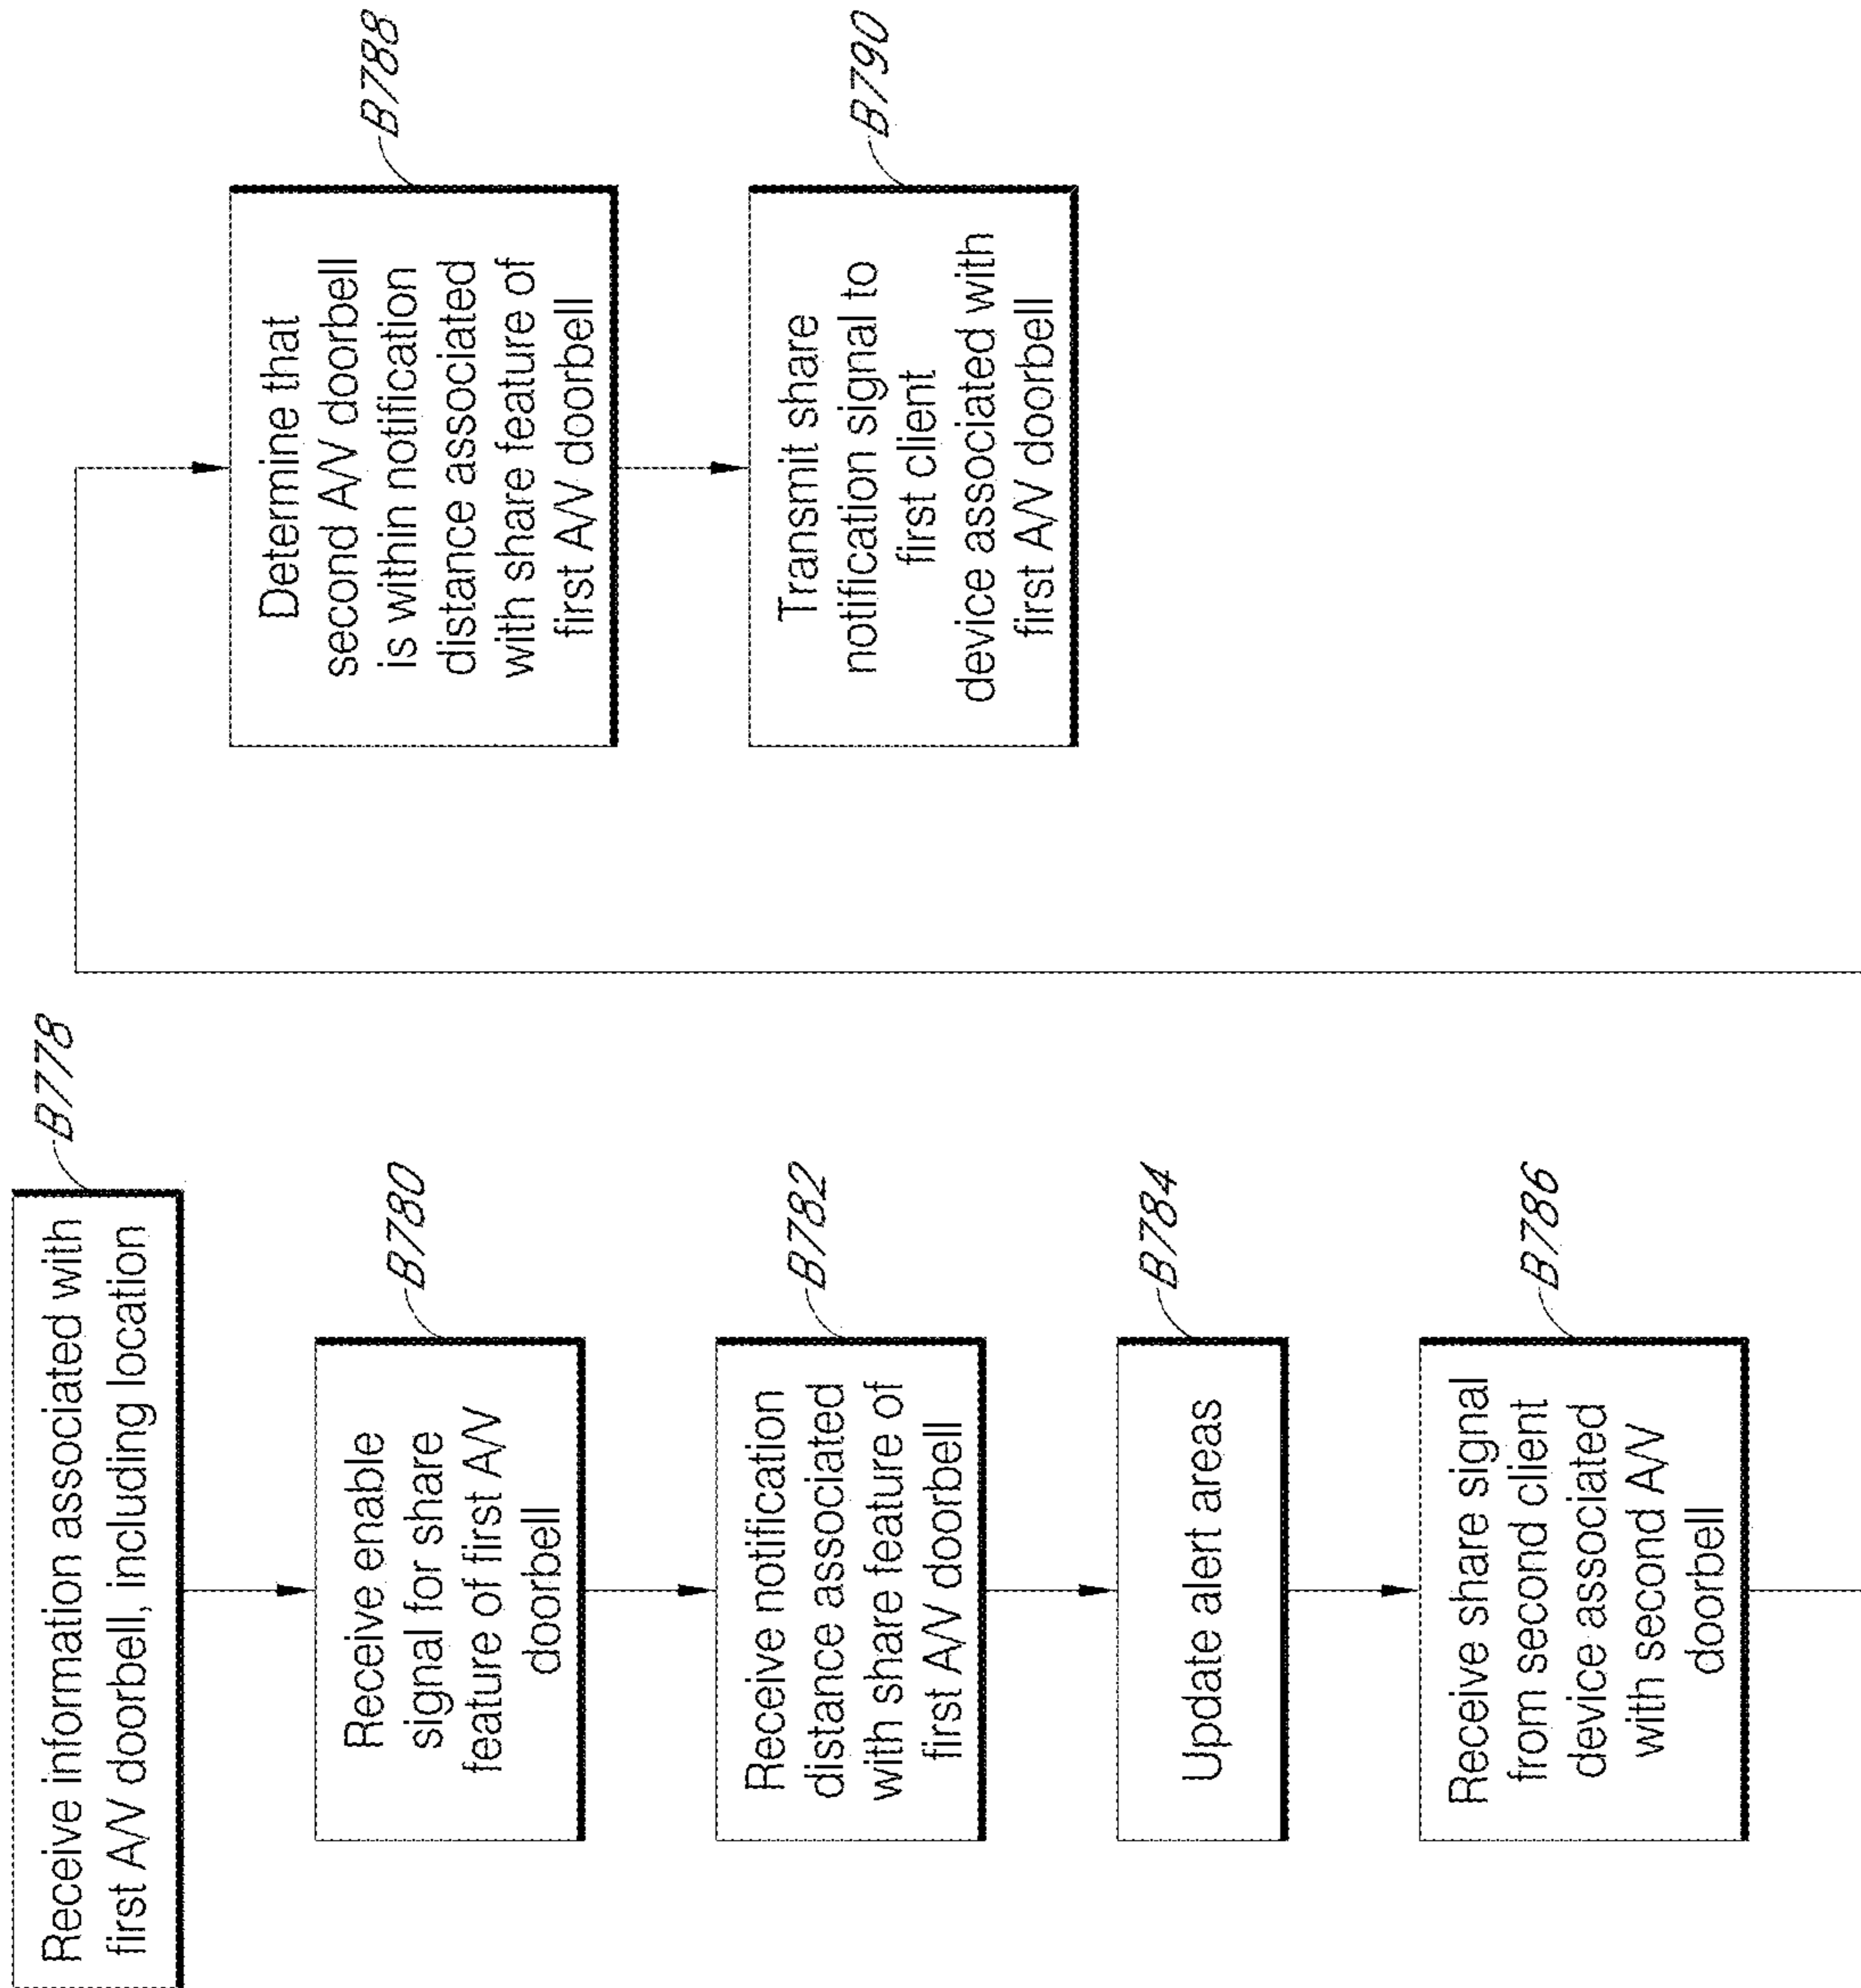 Receive information associated with
first A/V doorbell, including location
B778
Receive enable
signal for share
feature of first A/V
doorbell
B780
Receive notification
distance associated
with share feature of
first A/V doorbell
B782
Update alert areas
B784
Receive share signal
from second client
device associated
with second A/V
doorbell
B786
Determine that
second A/V doorbell
is within notification
distance associated
with share feature of
first A/V doorbell
B788
Transmit share
notification signal to
first client
device associated with
first A/V doorbell
B790